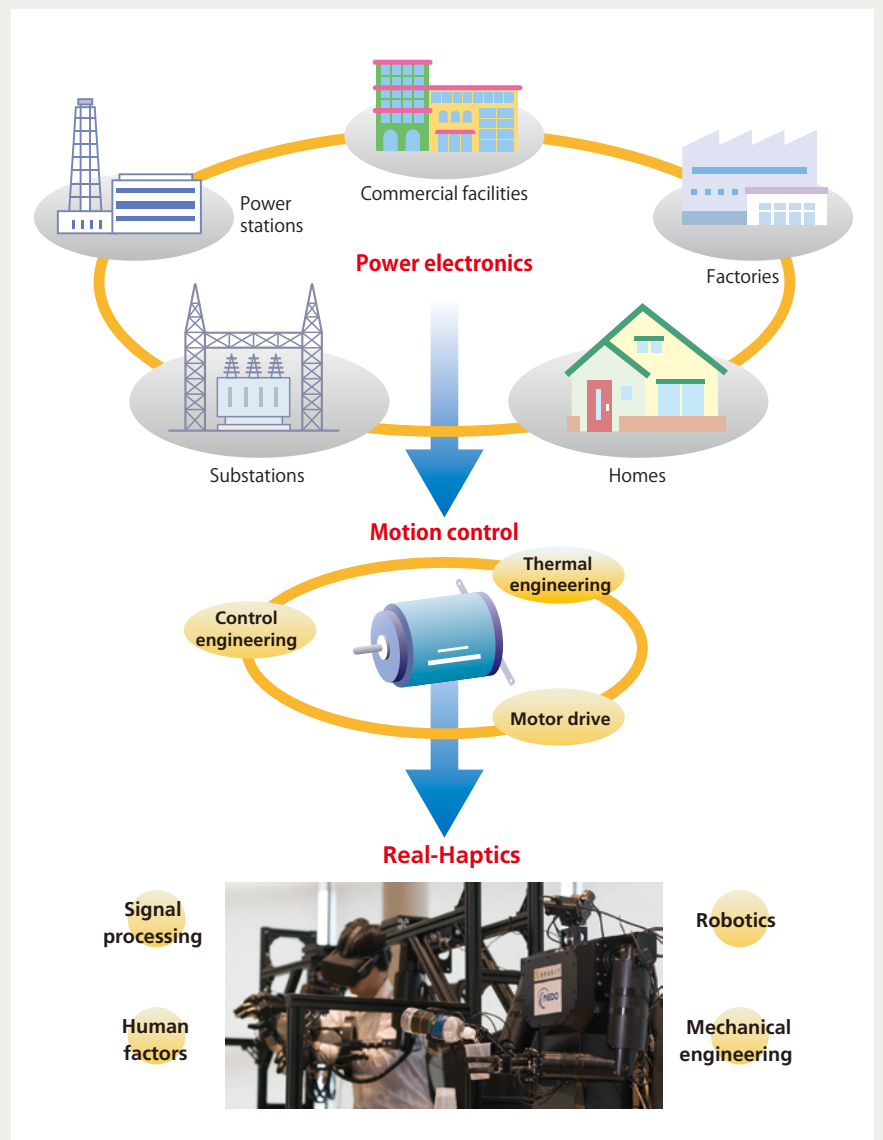 Commercial facilities
Power
stations
Power electronics
Factories
Substations
Homes
Motion control
Thermal
engineering
Control
engineering
Motor drive
Real-Haptics
Signal
processing
Robotics
NEDO
Human
factors
Mechanical
engineering